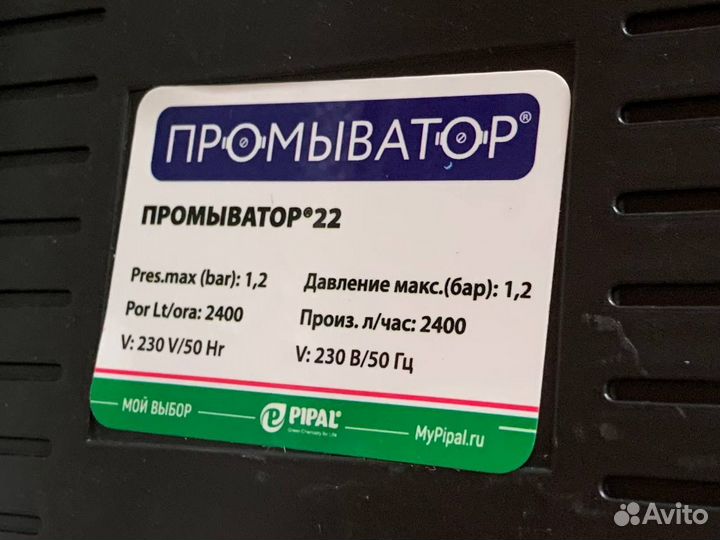 ПРОМЫВАТОР®
ПРОМЫВАТОР®22
Pres.max (bar): 1,2
Por Lt/ora: 2400
V: 230 V/50 Hr
Давление макс.(бар): 1,2
Произ. л/час: 2400
V: 230 В/50 Гц
МОЙ ВЫБОР
PIPAL®
Green Chemistry for Life
MyPipal.ru
Avito